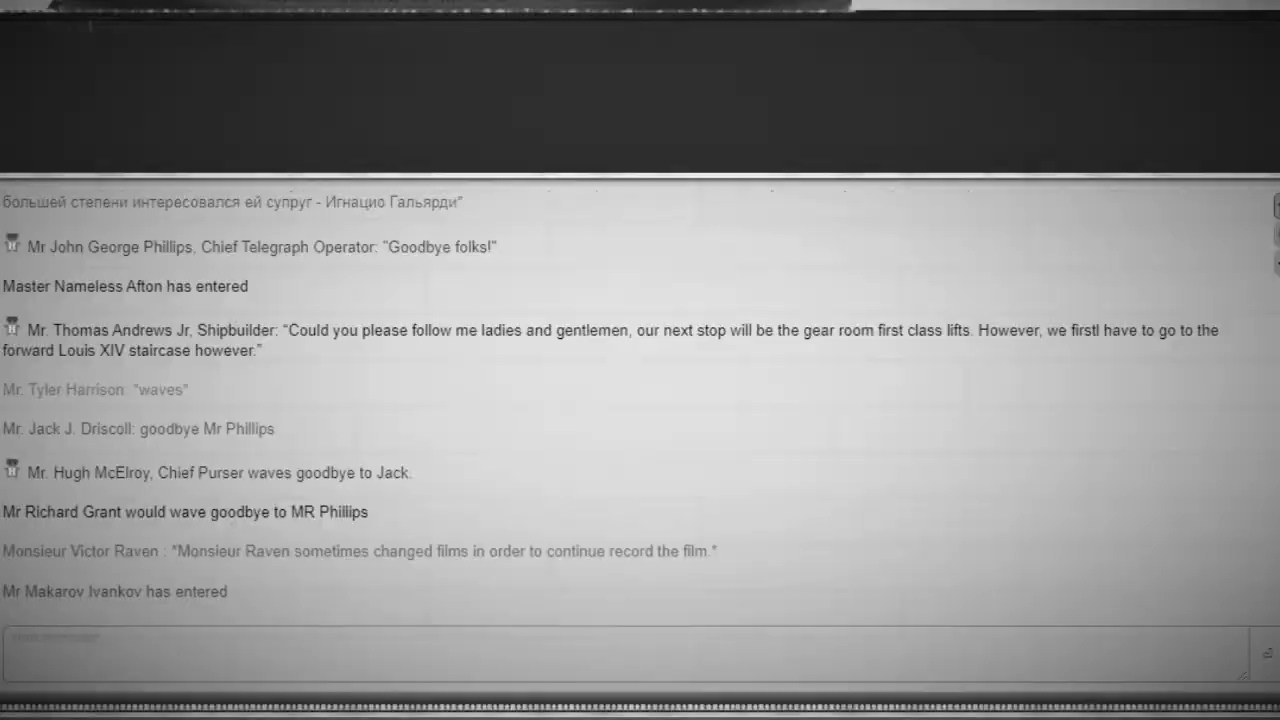 большей степени интересовался ей супруг - Игнацио Гальярди"
Mr John George Phillips, Chief Telegraph Operator: "Goodbye folks!"
Master Nameless Afton has entered
Mr. Thomas Andrews Jr, Shipbuilder: "Could you please follow me ladies and gentlemen, our next stop will be the gear room first class lifts. However, we firstl have to go to the
forward Louis XIV staircase however."
Mr. Tyler Harrison: "waves"
Mr. Jack J. Driscoll: goodbye Mr Phillips
Mr. Hugh McElroy, Chief Purser waves goodbye to Jack.
Mr Richard Grant would wave goodbye to MR Phillips
Monsieur Victor Raven : *Monsieur Raven sometimes changed films in order to continue record the film.*
Mr Makarov Ivankov has entered